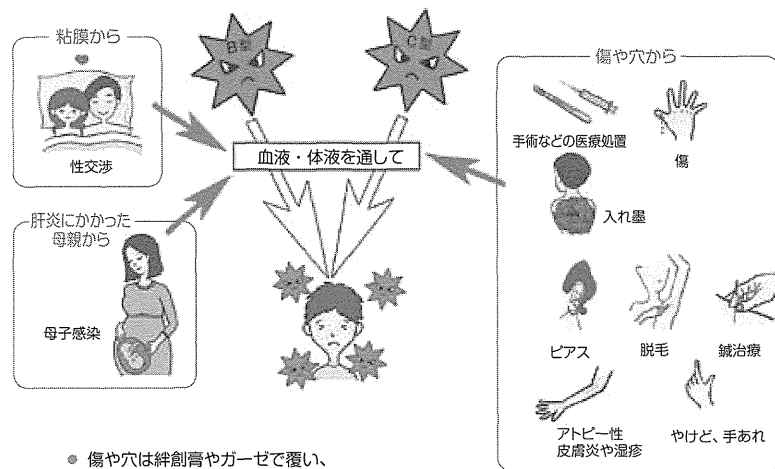 粘膜から
性交渉
B型
C型
血液・体液を通して
肝炎にかかった
母親から
母子感染
傷や穴から
手術などの医療処置
傷
入れ墨
ピアス
脱毛
鍼治療
アトピー性
皮膚炎や湿疹
やけど、手あれ
● 傷や穴は絆創膏やガーゼで覆い、